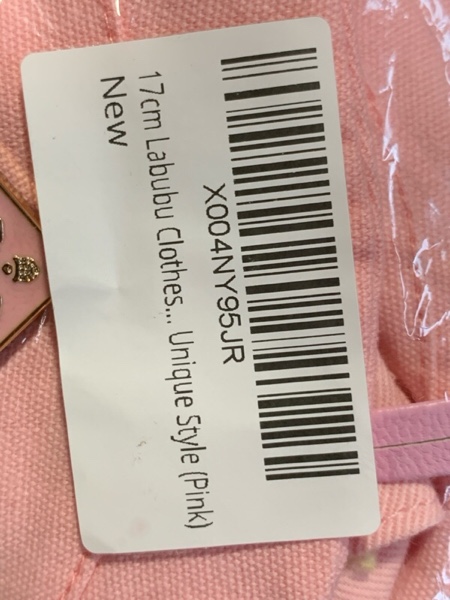 X004NY95JR
17cm Labubu Clothes... Unique Style (Pink)
New